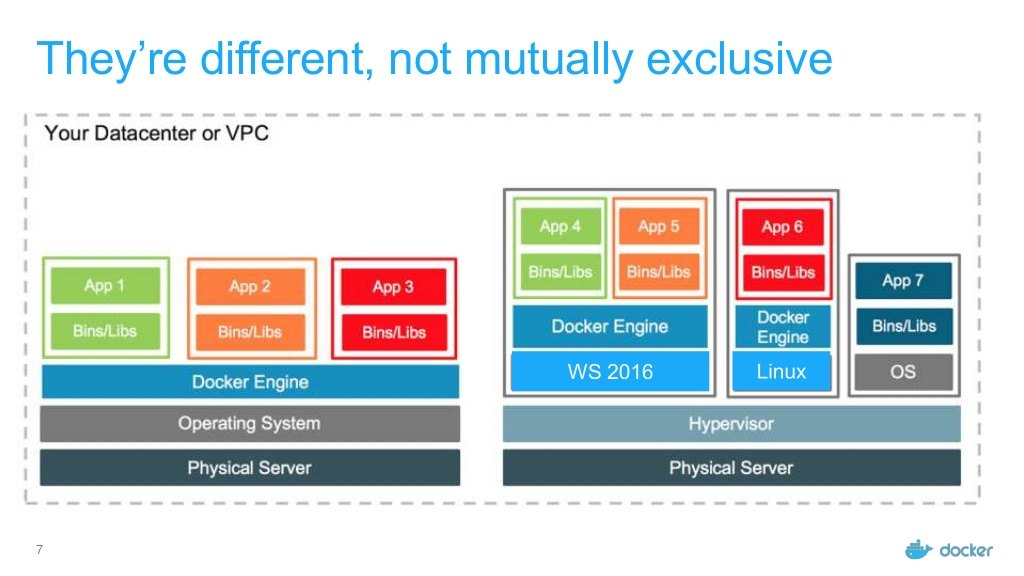 They’re different, not mutually exclusive
Your Datacenter or VPC
App 1
Bins/Libs
App 2
Bins/Libs
App 3
Bins/Libs
Docker Engine
Operating System
Physical Server
App 4
Bins/Libs
App 5
Bins/Libs
Docker Engine
WS 2016
App 6
Bins/Libs
Docker
Engine
Linux
App 7
Bins/Libs
OS
Hypervisor
Physical Server
7
docker